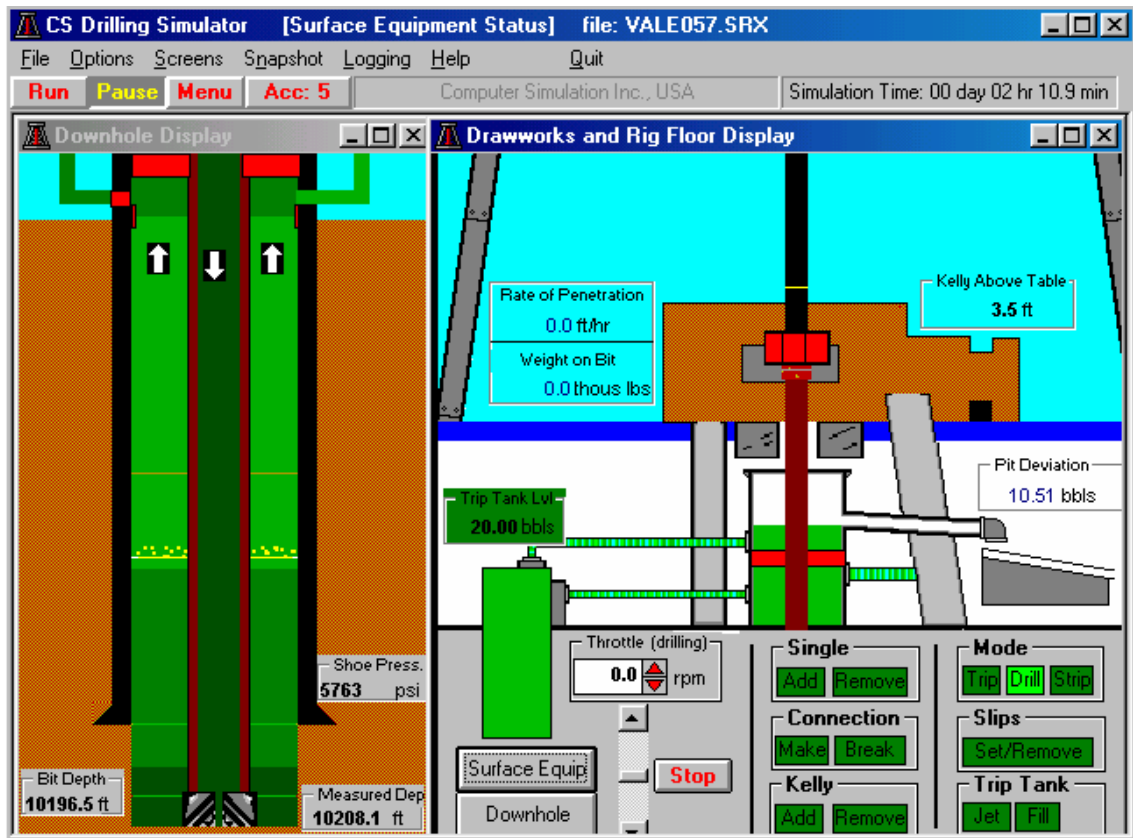 CS Drilling Simulator [Surface Equipment Status] file: VALE057.SRX
File Options Screens Snapshot Logging Help Quit
Run Pause Menu Acc: 5 Computer Simulation Inc., USA Simulation Time: 00 day 02 hr 10.9 min
Downhole Display
Shoe Press.
5763 psi
Bit Depth
10196.5 ft
Measured Dep
10208.1 ft
Drawworks and Rig Floor Display
Rate of Penetration
0.0 ft/hr
Weight on Bit
0.0 thous lbs
Kelly Above Table
3.5 ft
Pit Deviation
10.51 bbls
Trip Tank Lvl
20.00 bbls
Throttle (drilling)
0.0 rpm
Surface Equip
Downhole
Stop
Single
Add Remove
Connection
Make Break
Kelly
Add Remove
Mode
Trip Drill Strip
Slips
Set/Remove
Trip Tank
Jet Fill